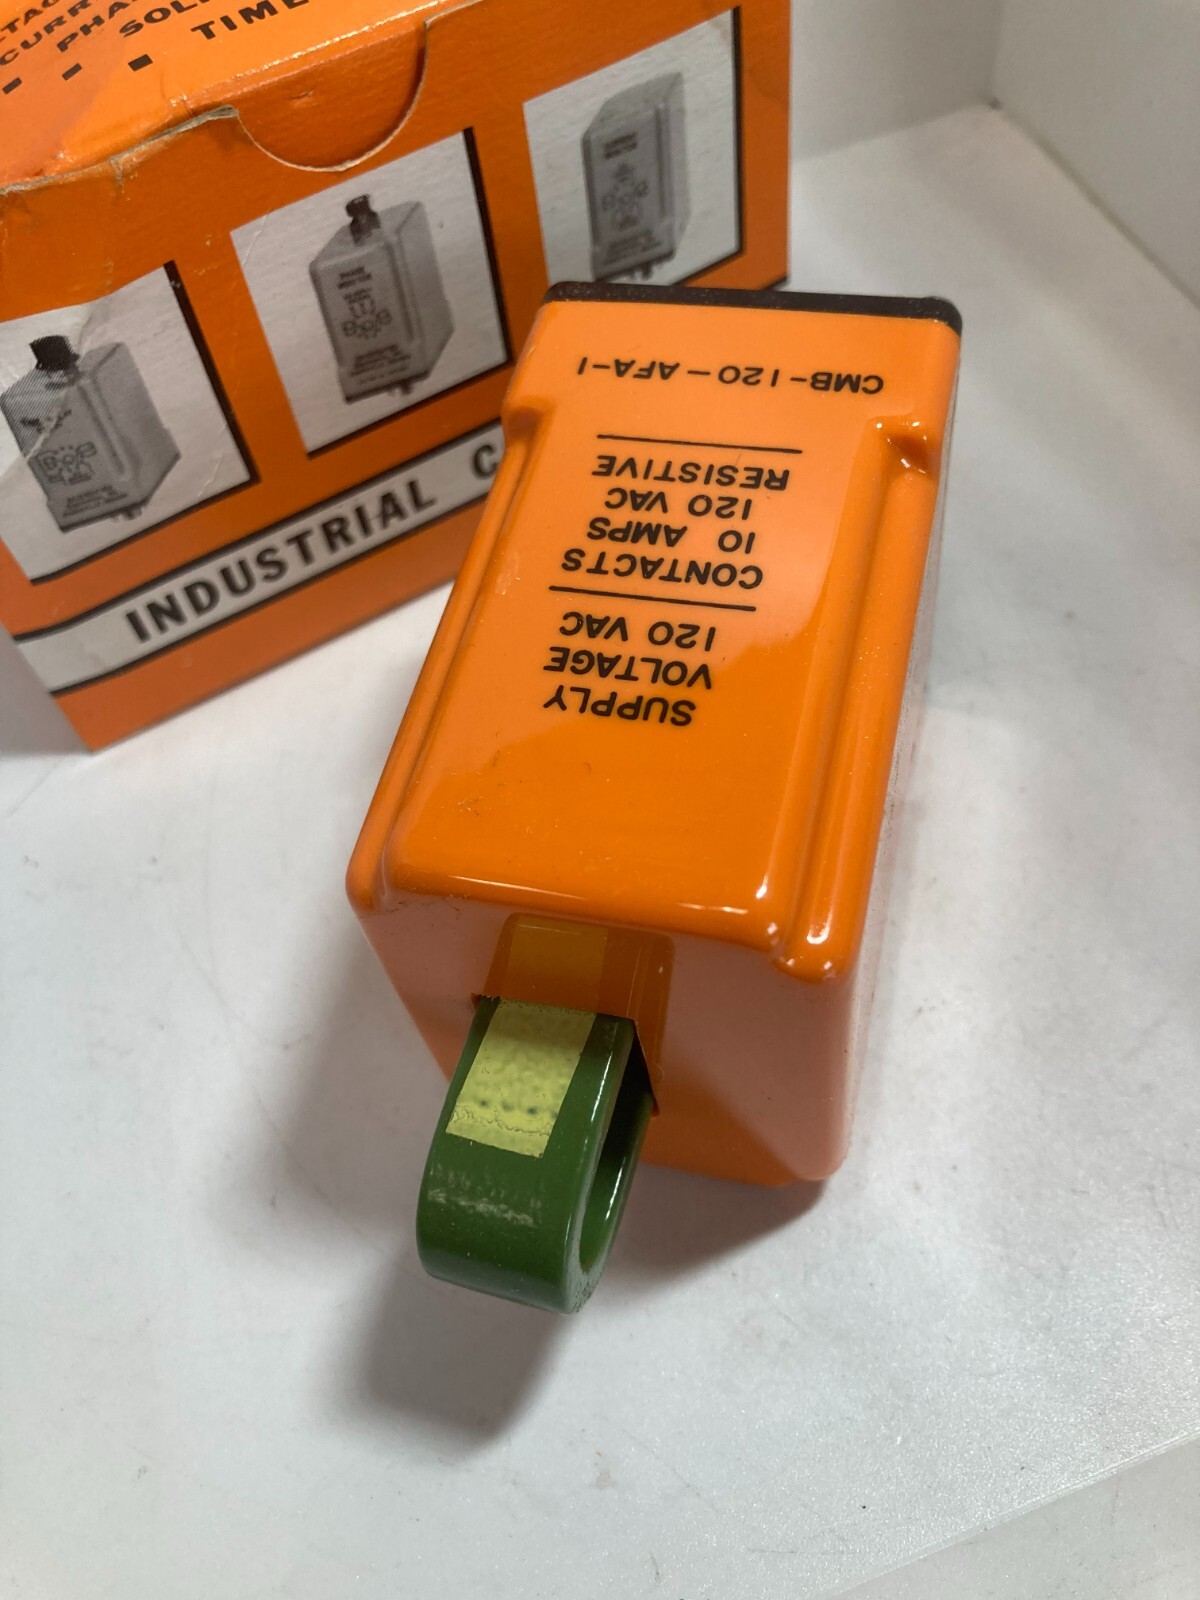 TIME
INDUSTRIAL C
SUPPLY
VOLTAGE
120 VAC
CONTACTS
10 AMPS
120 VAC
RESISTIVE
CMB-120-AFA-1